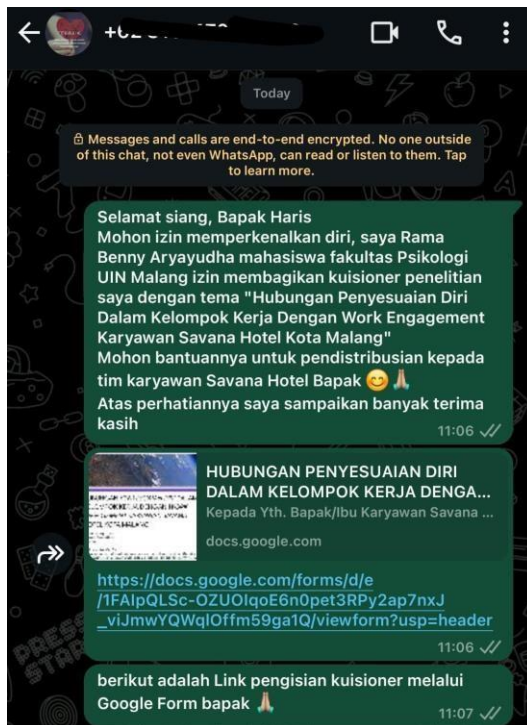 Today
Messages and calls are end-to-end encrypted. No one outside
of this chat, not even WhatsApp, can read or listen to them. Tap
to learn more.
Selamat siang, Bapak Haris
Mohon izin memperkenalkan diri, saya Rama
Benny Aryayudha mahasiswa fakultas Psikologi
UIN Malang izin membagikan kuisioner penelitian
saya dengan tema "Hubungan Penyesuaian Diri
Dalam Kelompok Kerja Dengan Work Engagement
Karyawan Savana Hotel Kota Malang"
Mohon bantuannya untuk pendistribusian kepada
tim karyawan Savana Hotel Bapak 😊🙏🏼
Atas perhatiannya saya sampaikan banyak terima
kasih
11:06
HUBUNGAN PENYESUAIAN DIRI
DALAM KELOMPOK KERJA DENGA...
Kepada Yth. Bapak/Ibu Karyawan Savana ...
docs.google.com
https://docs.google.com/forms/d/e
/1FAIpQLSc-OZUOlqoE6n0pet3RPy2ap7nxJ
_viJmwYQWqlOffm59ga1Q/viewform?usp=header
11:06
berikut adalah Link pengisian kuisioner melalui
Google Form bapak 🙏🏼
11:07
PRESS
START